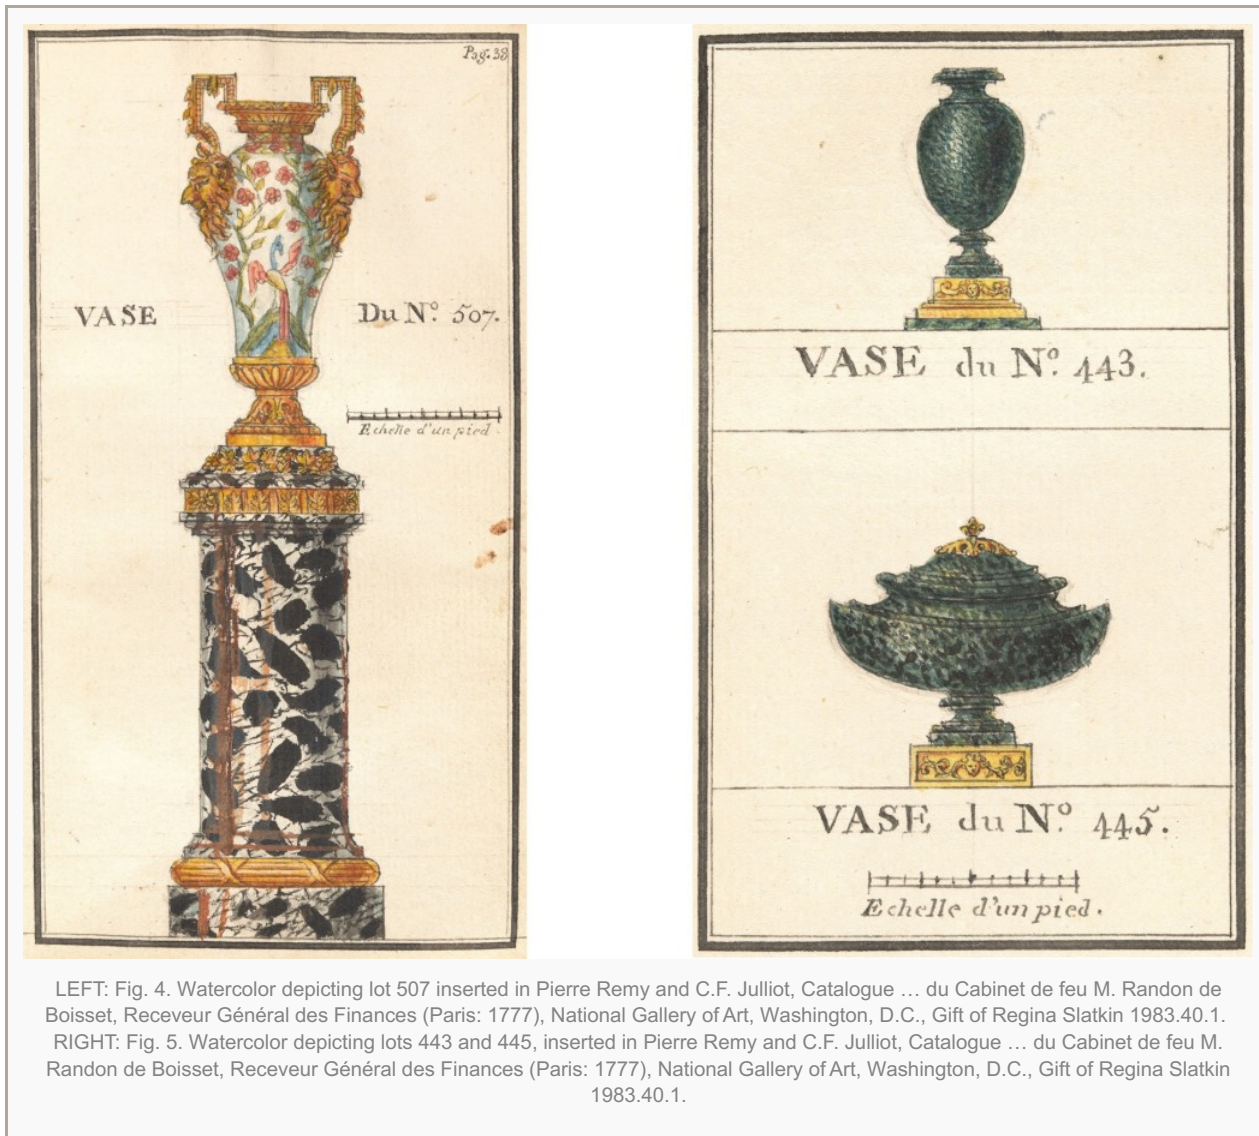 Pag. 38
VASE
Du N.º 507.
Echelle d'un pied.
VASE du N.º 443.
VASE du N.º 445.
Echelle d'un pied.
LEFT: Fig. 4. Watercolor depicting lot 507 inserted in Pierre Remy and C.F. Julliot, Catalogue … du Cabinet de feu M. Randon de
Boisset, Receveur Général des Finances (Paris: 1777), National Gallery of Art, Washington, D.C., Gift of Regina Slatkin 1983.40.1.
RIGHT: Fig. 5. Watercolor depicting lots 443 and 445, inserted in Pierre Remy and C.F. Julliot, Catalogue … du Cabinet de feu M.
Randon de Boisset, Receveur Général des Finances (Paris: 1777), National Gallery of Art, Washington, D.C., Gift of Regina Slatkin
1983.40.1.